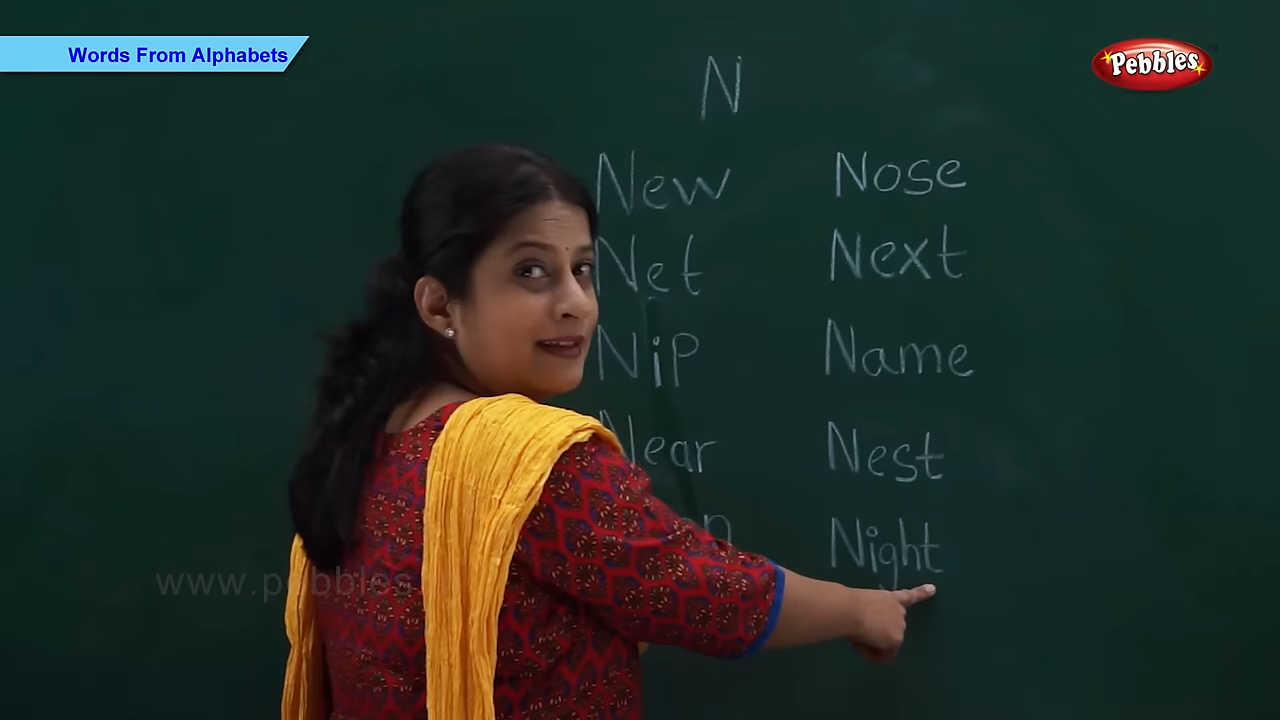 Words From Alphabets
Pebbles
N
New Nose
Net Next
Nip Name
Near Nest
Night
www.pebbles